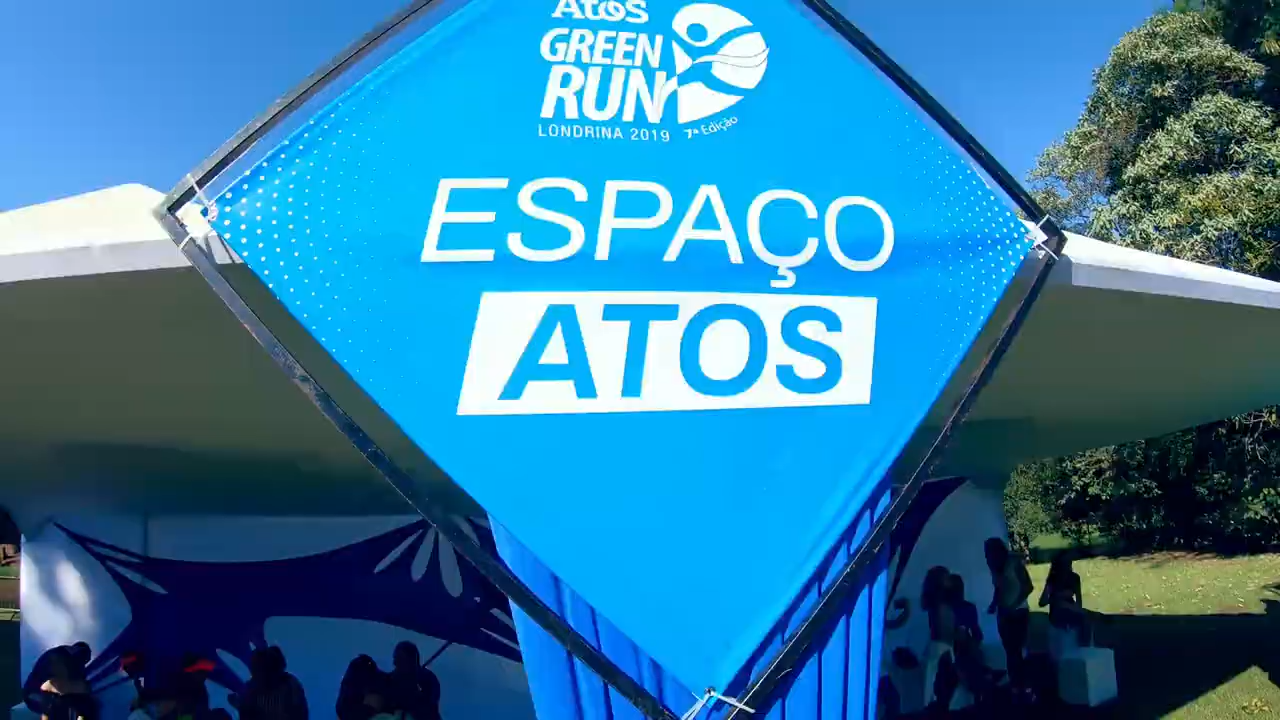 Atos
GREEN
RUN
LONDRINA 2019 7ª Edição
ESPAÇO
ATOS